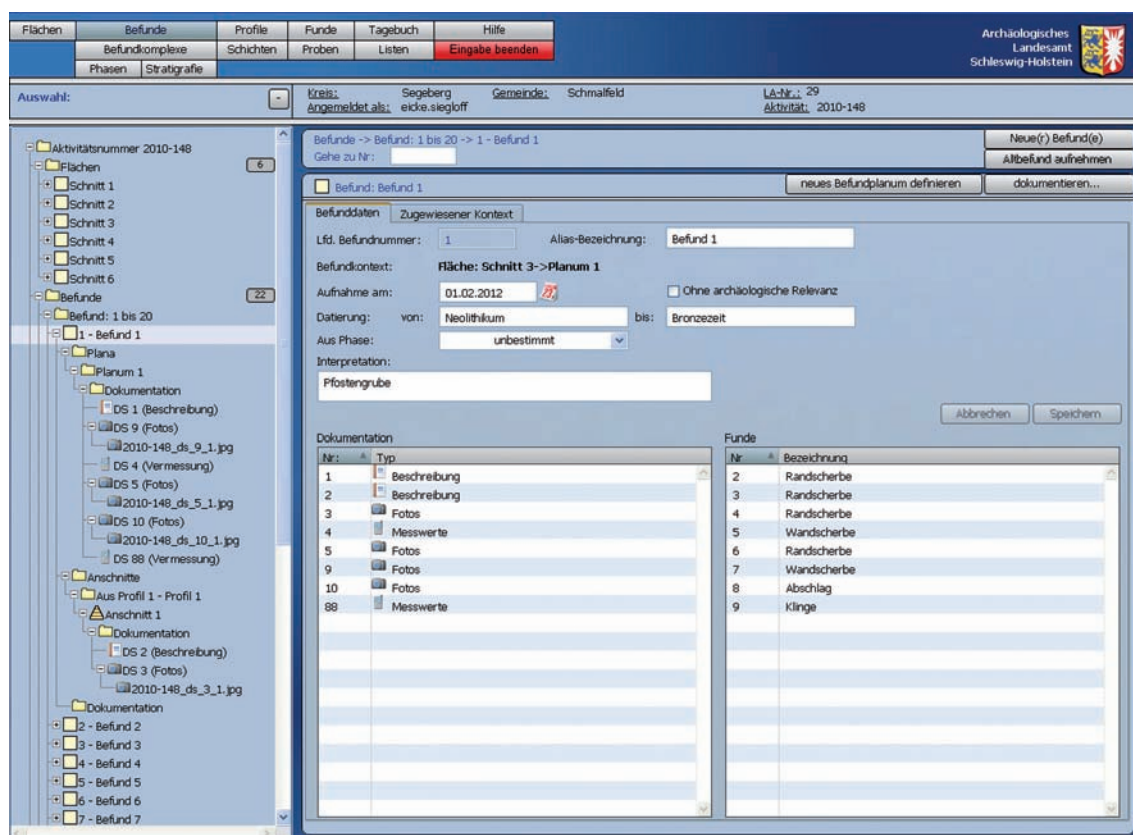 Flächen Befunde Profile Funde Tagebuch Hilfe
Befundkomplexe Schichten Proben Listen Eingabe beenden
Phasen Stratigrafie
Archäologisches
Landesamt
Schleswig-Holstein
Auswahl: -
Kreis: Segeberg Gemeinde: Schmalfeld LA-Nr.: 29
Angemeldet als: eicke.siegloff Aktivität: 2010-148
Aktivitätsnummer 2010-148
Flächen 6
Schnitt 1
Schnitt 2
Schnitt 3
Schnitt 4
Schnitt 5
Schnitt 6
Befunde 22
Befund: 1 bis 20
1 - Befund 1
Plana
Planum 1
Dokumentation
DS 1 (Beschreibung)
DS 9 (Fotos)
2010-148_ds_9_1.jpg
DS 4 (Vermessung)
DS 5 (Fotos)
2010-148_ds_5_1.jpg
DS 10 (Fotos)
2010-148_ds_10_1.jpg
DS 88 (Vermessung)
Anschnitte
Aus Profil 1 - Profil 1
Anschnitt 1
Dokumentation
DS 2 (Beschreibung)
DS 3 (Fotos)
2010-148_ds_3_1.jpg
Dokumentation
2 - Befund 2
3 - Befund 3
4 - Befund 4
5 - Befund 5
6 - Befund 6
7 - Befund 7
Befunde -> Befund: 1 bis 20 -> 1 - Befund 1
Gehe zu Nr:
Neue(r) Befund(e)
Altbefund aufnehmen
Befund: Befund 1 neues Befundplanum definieren dokumentieren...
Befunddaten Zugewiesener Kontext
Lfd. Befundnummer: 1 Alias-Bezeichnung: Befund 1
Befundkontext: Fläche: Schnitt 3->Planum 1
Aufnahme am: 01.02.2012 Ohne archäologische Relevanz
Datierung: von: Neolithikum bis: Bronzezeit
Aus Phase: unbestimmt
Interpretation:
Pfostengrube
Abbrechen Speichern
Dokumentation
Nr: Typ
1 Beschreibung
2 Beschreibung
3 Fotos
4 Messwerte
5 Fotos
9 Fotos
10 Fotos
88 Messwerte
Funde
Nr Bezeichnung
2 Randscherbe
3 Randscherbe
4 Randscherbe
5 Wandscherbe
6 Randscherbe
7 Wandscherbe
8 Abschlag
9 Klinge